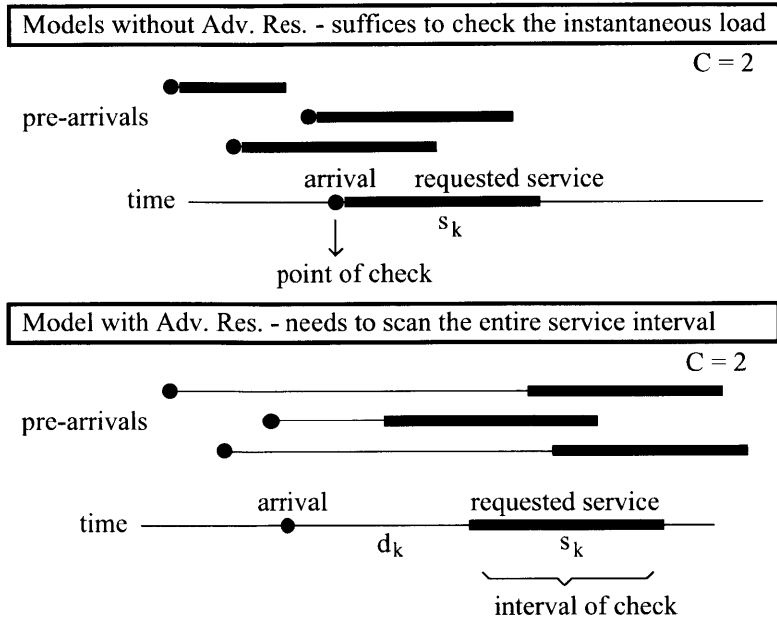 Models without Adv. Res. - suffices to check the instantaneous load
C = 2
pre-arrivals
arrival requested service
time
s_k
point of check
Model with Adv. Res. - needs to scan the entire service interval
C = 2
pre-arrivals
arrival requested service
time
d_k s_k
interval of check